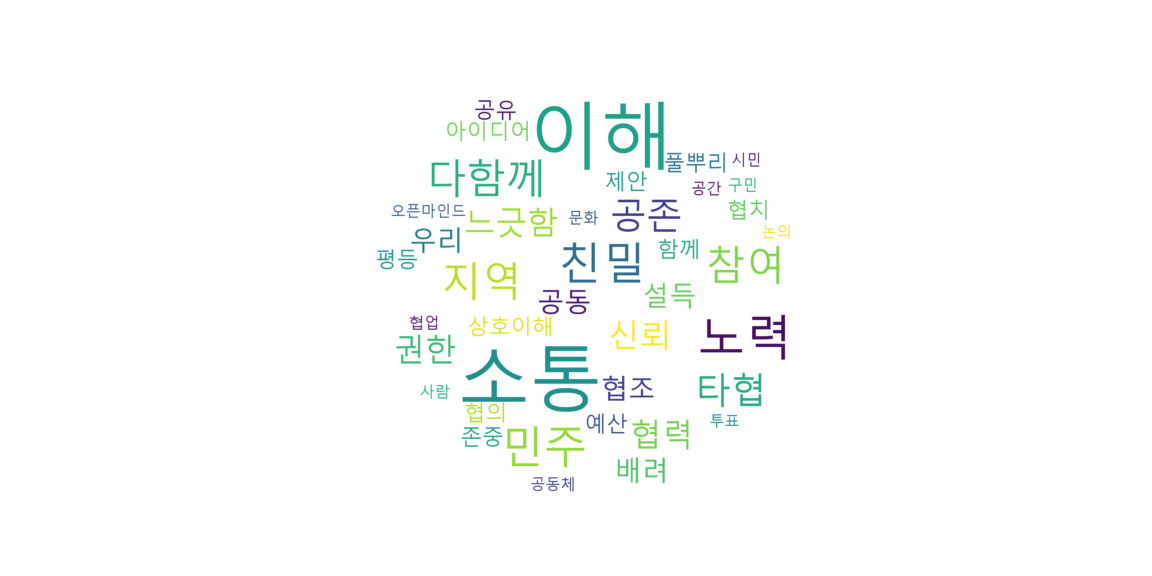 공유
이해
아이디어
다함께
풀뿌리
시민
제안
공간
구민
오픈마인드
느긋함
문화
공존
협치
우리
함께
논의
평등
지역
친밀
참여
공동
설득
협업
상호이해
신뢰
노력
권한
소통
협조
타협
사람
협의
예산
투표
존중
민주
협력
배려
공동체